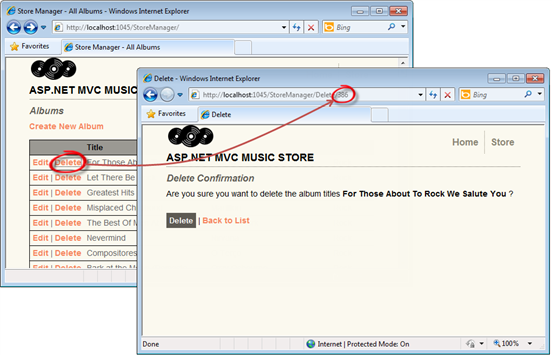 Store Manager - All Albums - Windows Internet Explorer
http://localhost:1045/StoreManager/
Bing
Favorites
Store Manager - All Albums
ASP.NET MVC MUSIC
Albums
Create New Album
Title
Edit | Delete For Those Ab
Edit | Delete Let There Be
Edit | Delete Greatest Hits
Edit | Delete Misplaced Ch
Edit | Delete The Best Of M
Edit | Delete Nevermind
Edit | Delete Compositores
Edit | Delete Bark at the M
Delete - Windows Internet Explorer
http://localhost:1045/StoreManager/Delete/386
Bing
Favorites
Delete
Home
Store
ASP.NET MVC MUSIC STORE
Delete Confirmation
Are you sure you want to delete the album titles For Those About To Rock We Salute You ?
Delete | Back to List
Done
Internet | Protected Mode: On
100%